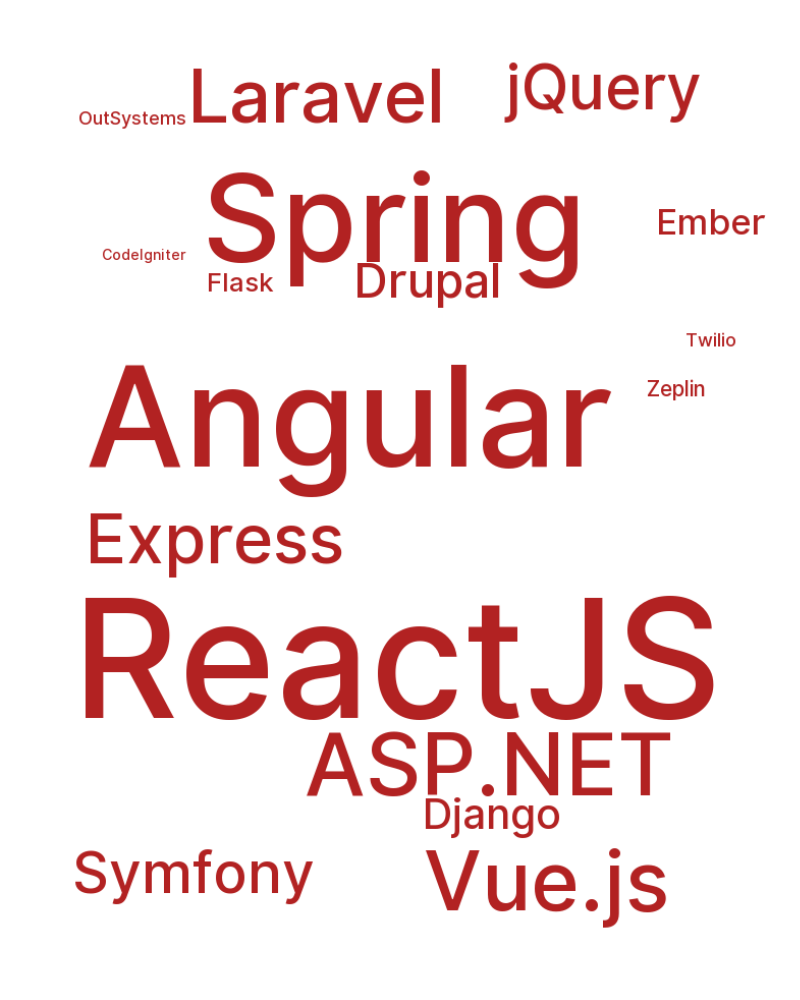 Laravel
jQuery
OutSystems
Spring
Ember
CodeIgniter
Flask
Drupal
Twilio
Zeplin
Angular
Express
ReactJS
ASP.NET
Django
Symfony
Vue.js